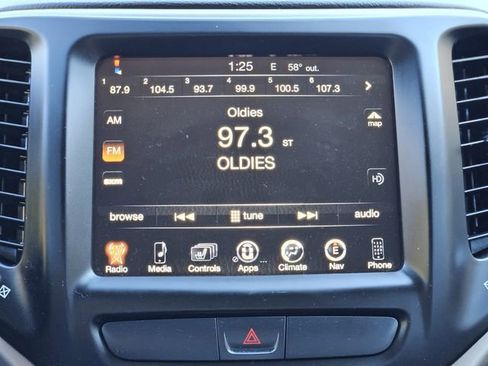 1:25 E 58° out.
1 87.9 2 104.5 3 93.7 4 99.9 5 100.5 6 107.3
Oldies
AM
map
97.3 ST
FM
OLDIES
SXM
HD
browse tune audio
Radio Media Controls Apps Climate Nav Phone